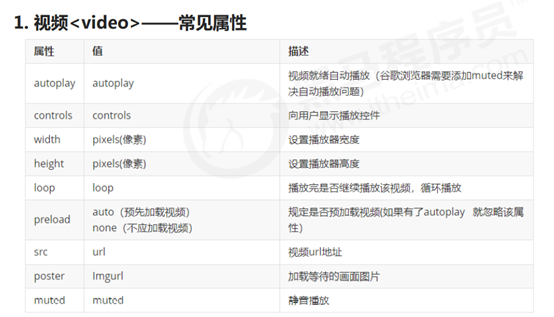 1. 视频<video>——常见属性
属性 值 描述
autoplay autoplay 视频就绪自动播放（谷歌浏览器需要添加muted来解
决自动播放问题）
controls controls 向用户显示播放控件
width pixels(像素) 设置播放器宽度
height pixels(像素) 设置播放器高度
loop loop 播放完是否继续播放该视频，循环播放
preload auto（预先加载视频） 规定是否预加载视频(如果有了autoplay 就忽略该属
none（不应加载视频） 性)
src url 视频url地址
poster Imgurl 加载等待的画面图片
muted muted 静音播放
黑马程序员
www.itheima.com